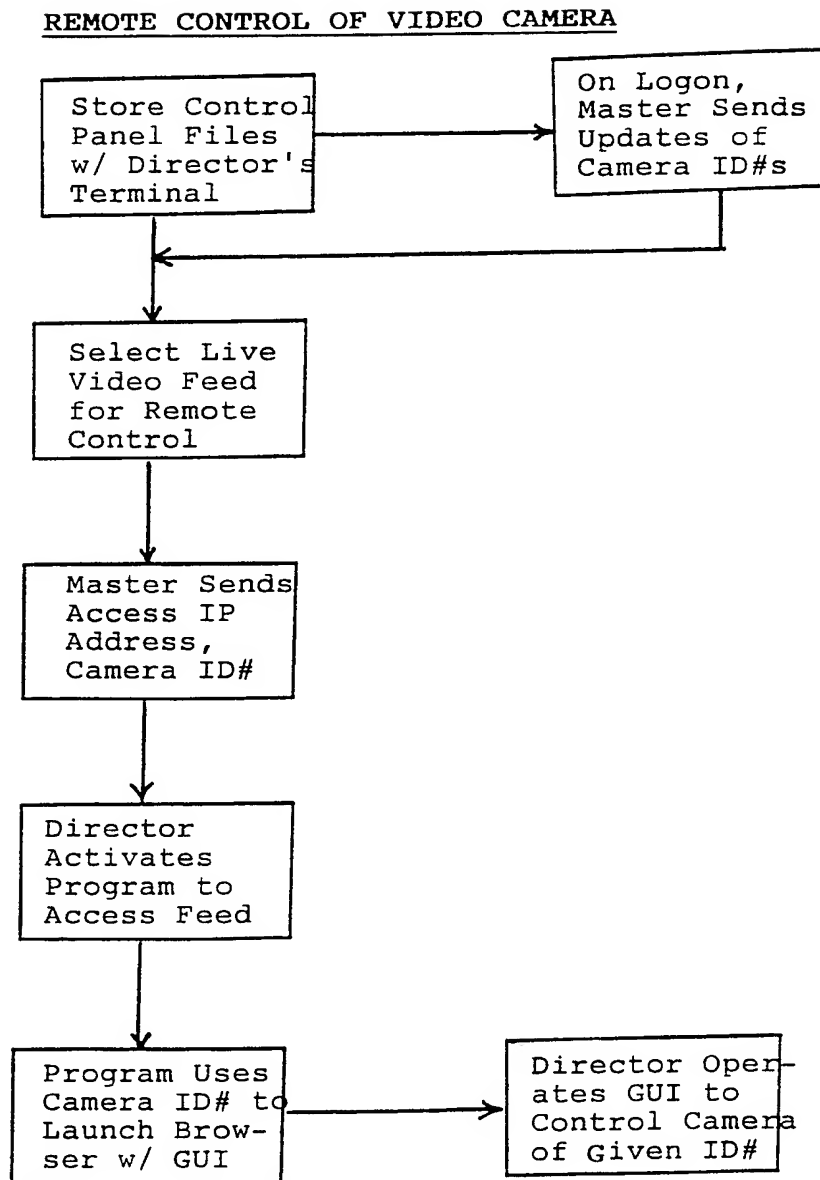 REMOTE CONTROL OF VIDEO CAMERA
Store Control
Panel Files
w/ Director's
Terminal
On Logon,
Master Sends
Updates of
Camera ID#s
Select Live
Video Feed
for Remote
Control
Master Sends
Access IP
Address,
Camera ID#
Director
Activates
Program to
Access Feed
Program Uses
Camera ID# to
Launch Brow-
ser w/ GUI
Director Oper-
ates GUI to
Control Camera
of Given ID#